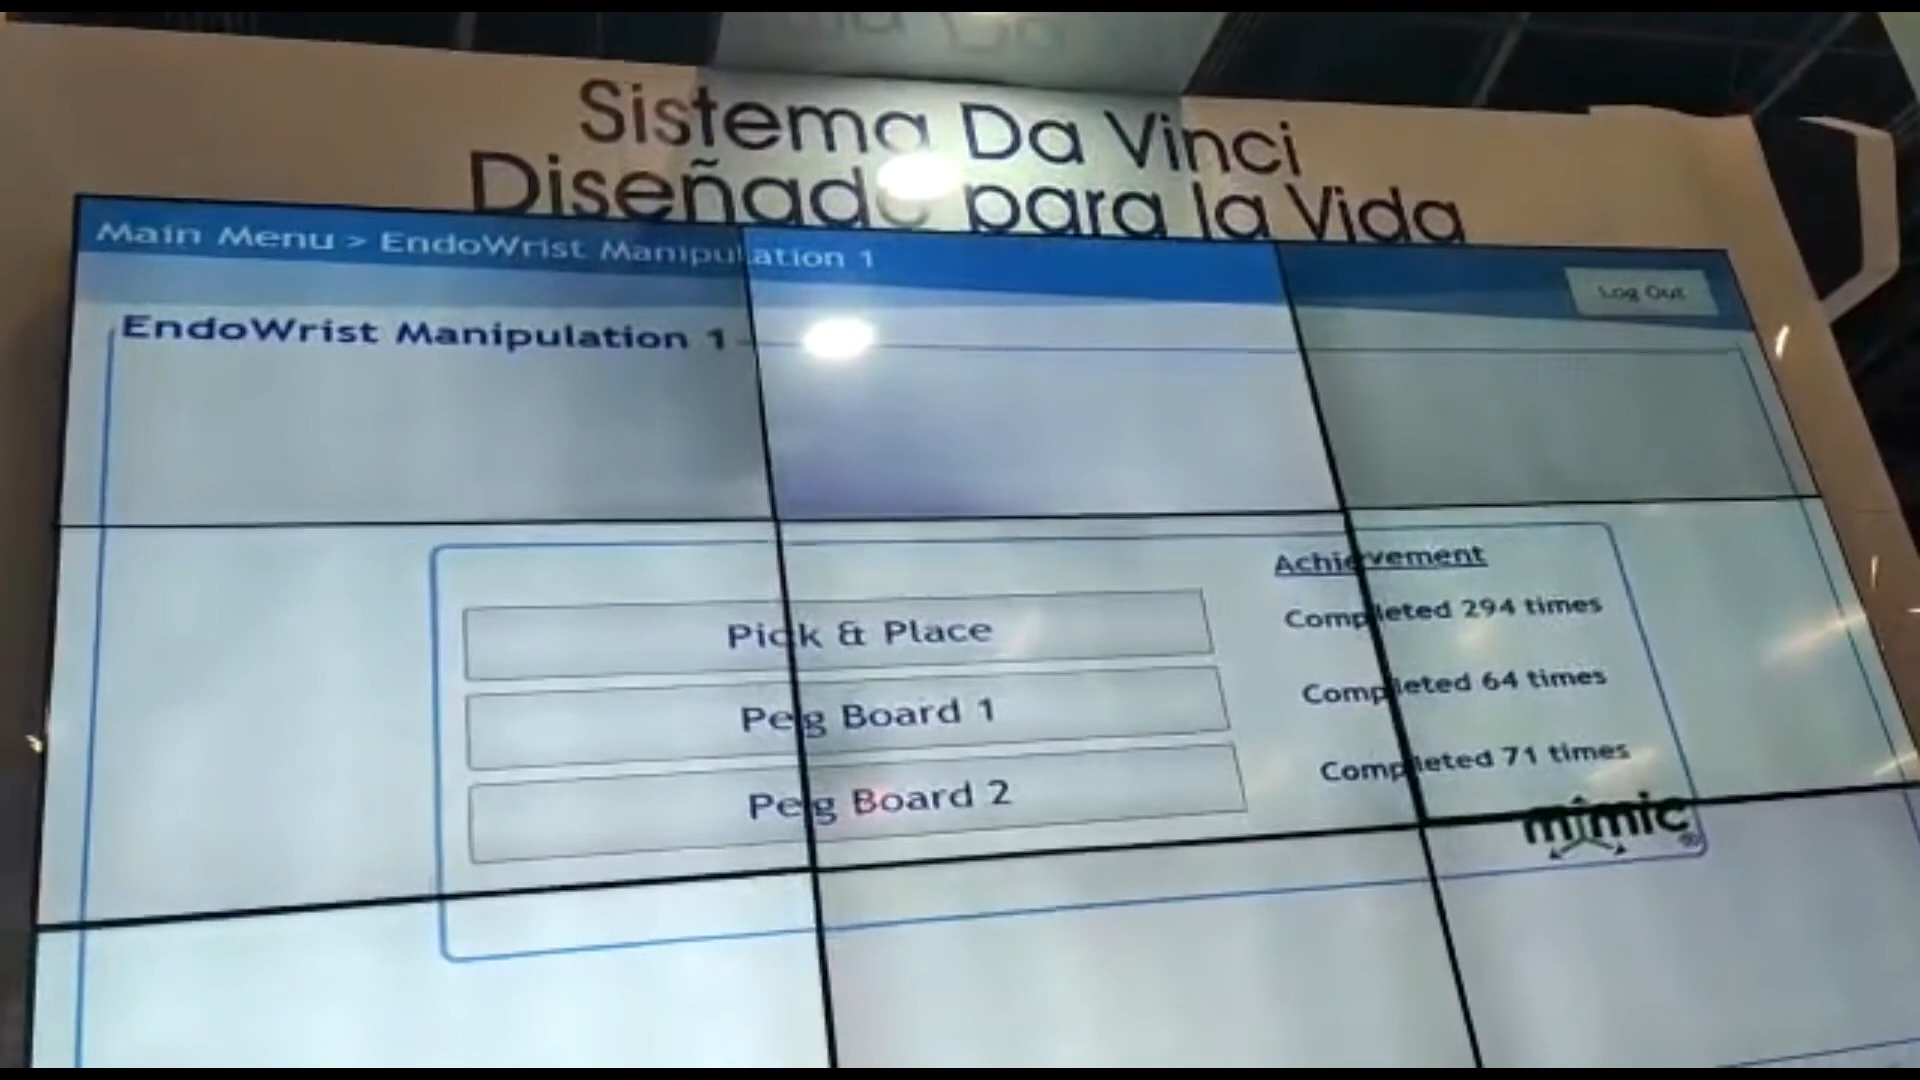 Sistema Da Vinci
Diseñado para la Vida
Main Menu > EndoWrist Manipulation 1
Log Out
EndoWrist Manipulation 1
Achievement
Pick & Place
Completed 294 times
Peg Board 1
Completed 64 times
Peg Board 2
Completed 71 times
mimic®